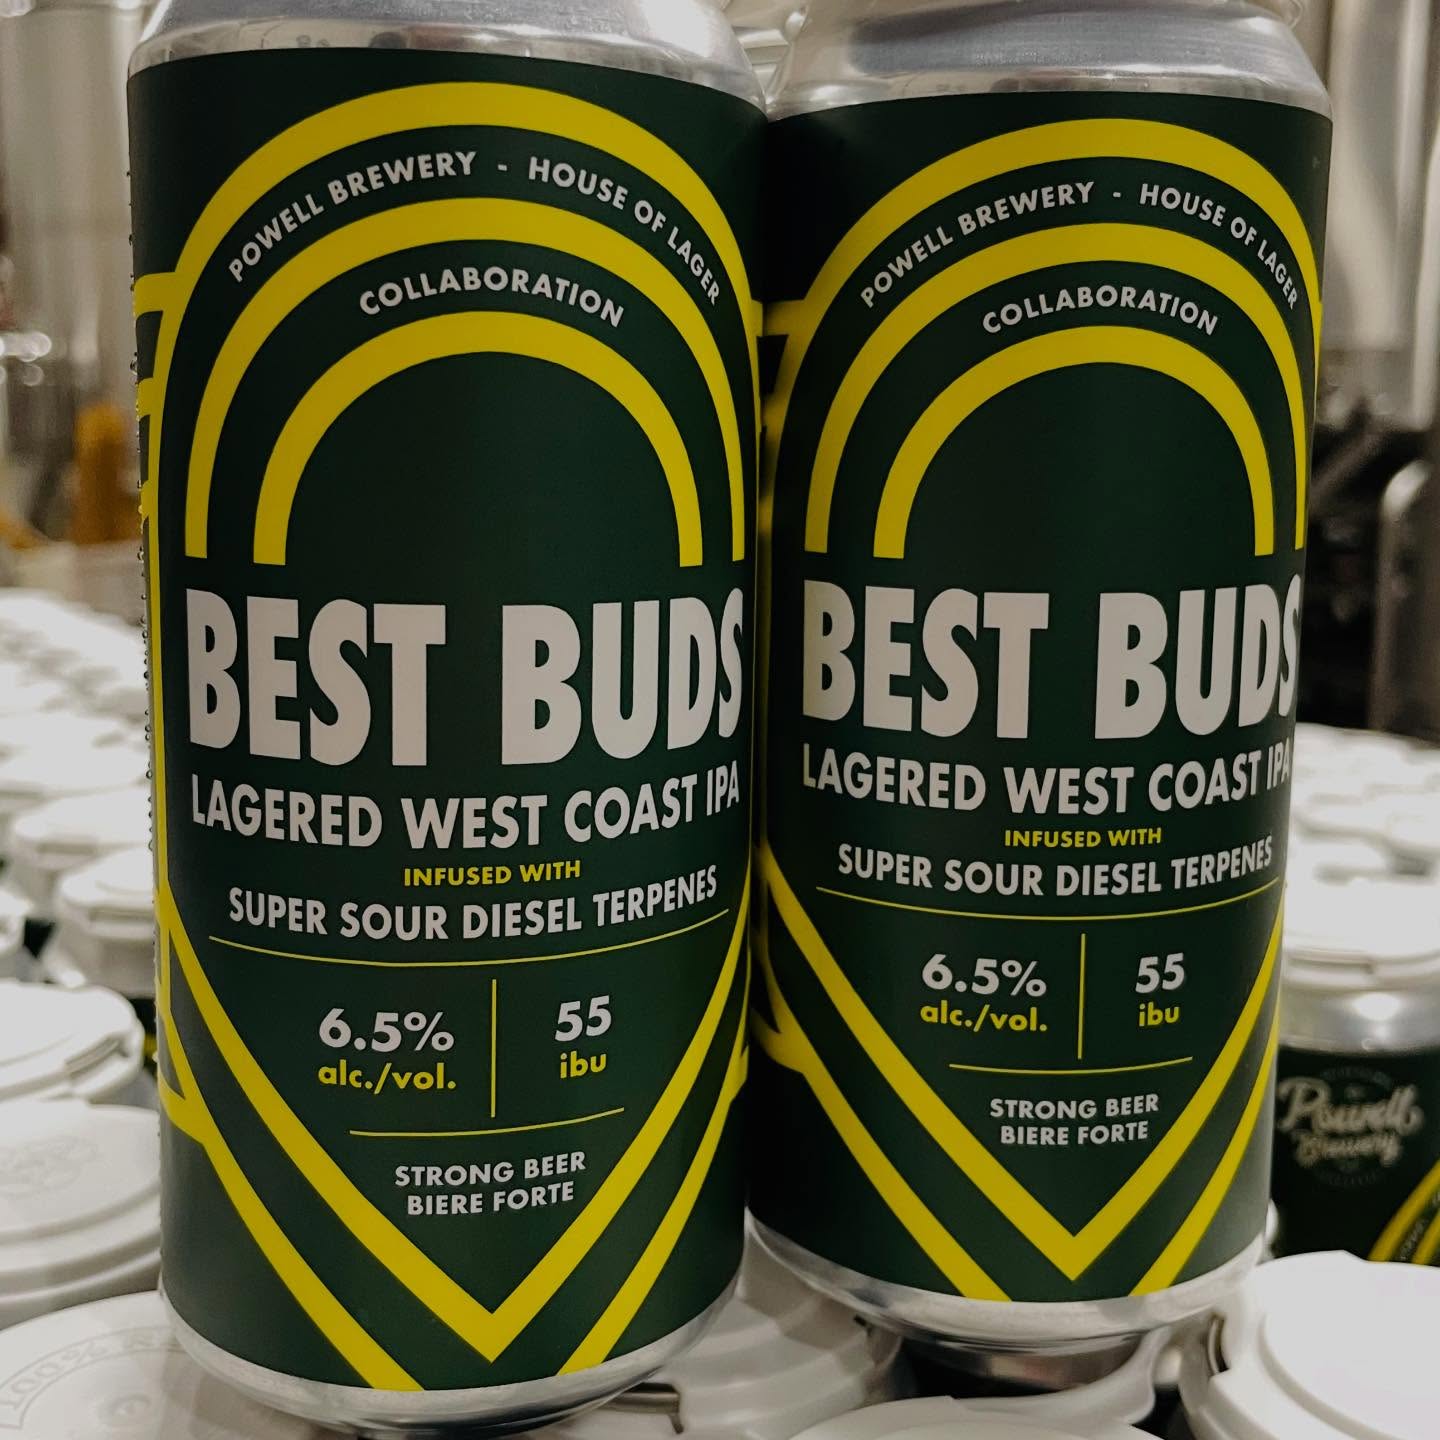 POWELL BREWERY - HOUSE OF LAGER
COLLABORATION
BEST BUDS
LAGERED WEST COAST IPA
INFUSED WITH
SUPER SOUR DIESEL TERPENES
6.5%
alc./vol.
55
ibu
STRONG BEER
BIERE FORTE
POWELL BREWERY - HOUSE OF LAGER
COLLABORATION
BEST BUDS
LAGERED WEST COAST IPA
INFUSED WITH
SUPER SOUR DIESEL TERPENES
6.5%
alc./vol.
55
ibu
STRONG BEER
BIERE FORTE
Powell
Brewery
100%